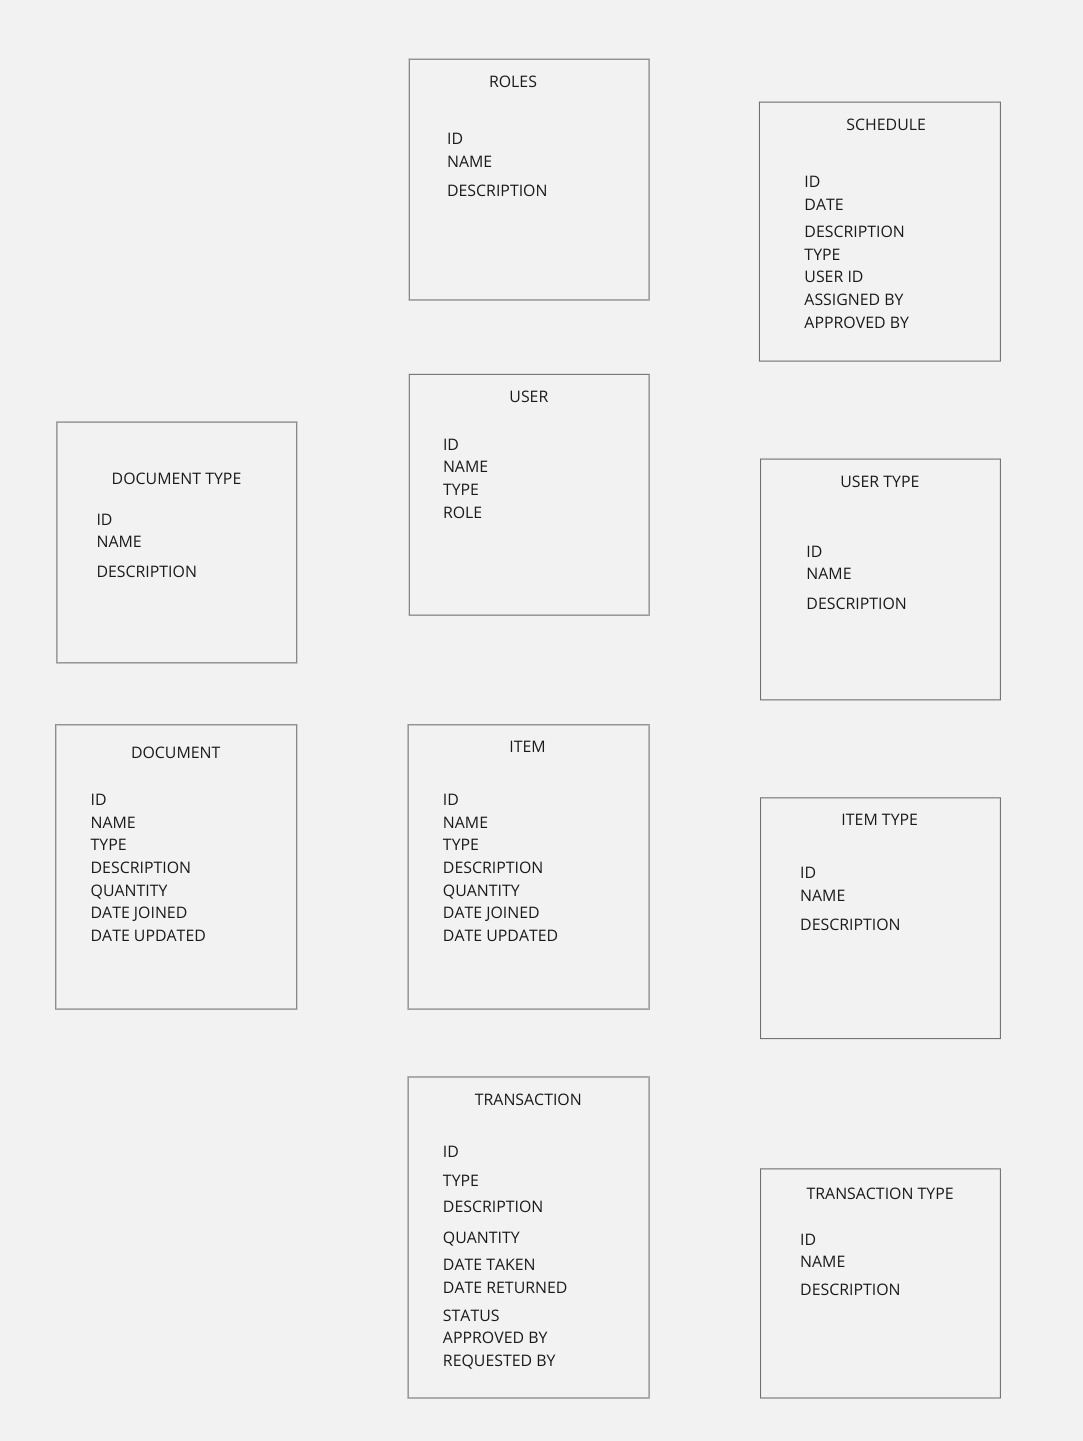 ROLES
ID
NAME
DESCRIPTION
SCHEDULE
ID
DATE
DESCRIPTION
TYPE
USER ID
ASSIGNED BY
APPROVED BY
DOCUMENT TYPE
ID
NAME
DESCRIPTION
USER
ID
NAME
TYPE
ROLE
USER TYPE
ID
NAME
DESCRIPTION
DOCUMENT
ID
NAME
TYPE
DESCRIPTION
QUANTITY
DATE JOINED
DATE UPDATED
ITEM
ID
NAME
TYPE
DESCRIPTION
QUANTITY
DATE JOINED
DATE UPDATED
ITEM TYPE
ID
NAME
DESCRIPTION
TRANSACTION
ID
TYPE
DESCRIPTION
QUANTITY
DATE TAKEN
DATE RETURNED
STATUS
APPROVED BY
REQUESTED BY
TRANSACTION TYPE
ID
NAME
DESCRIPTION